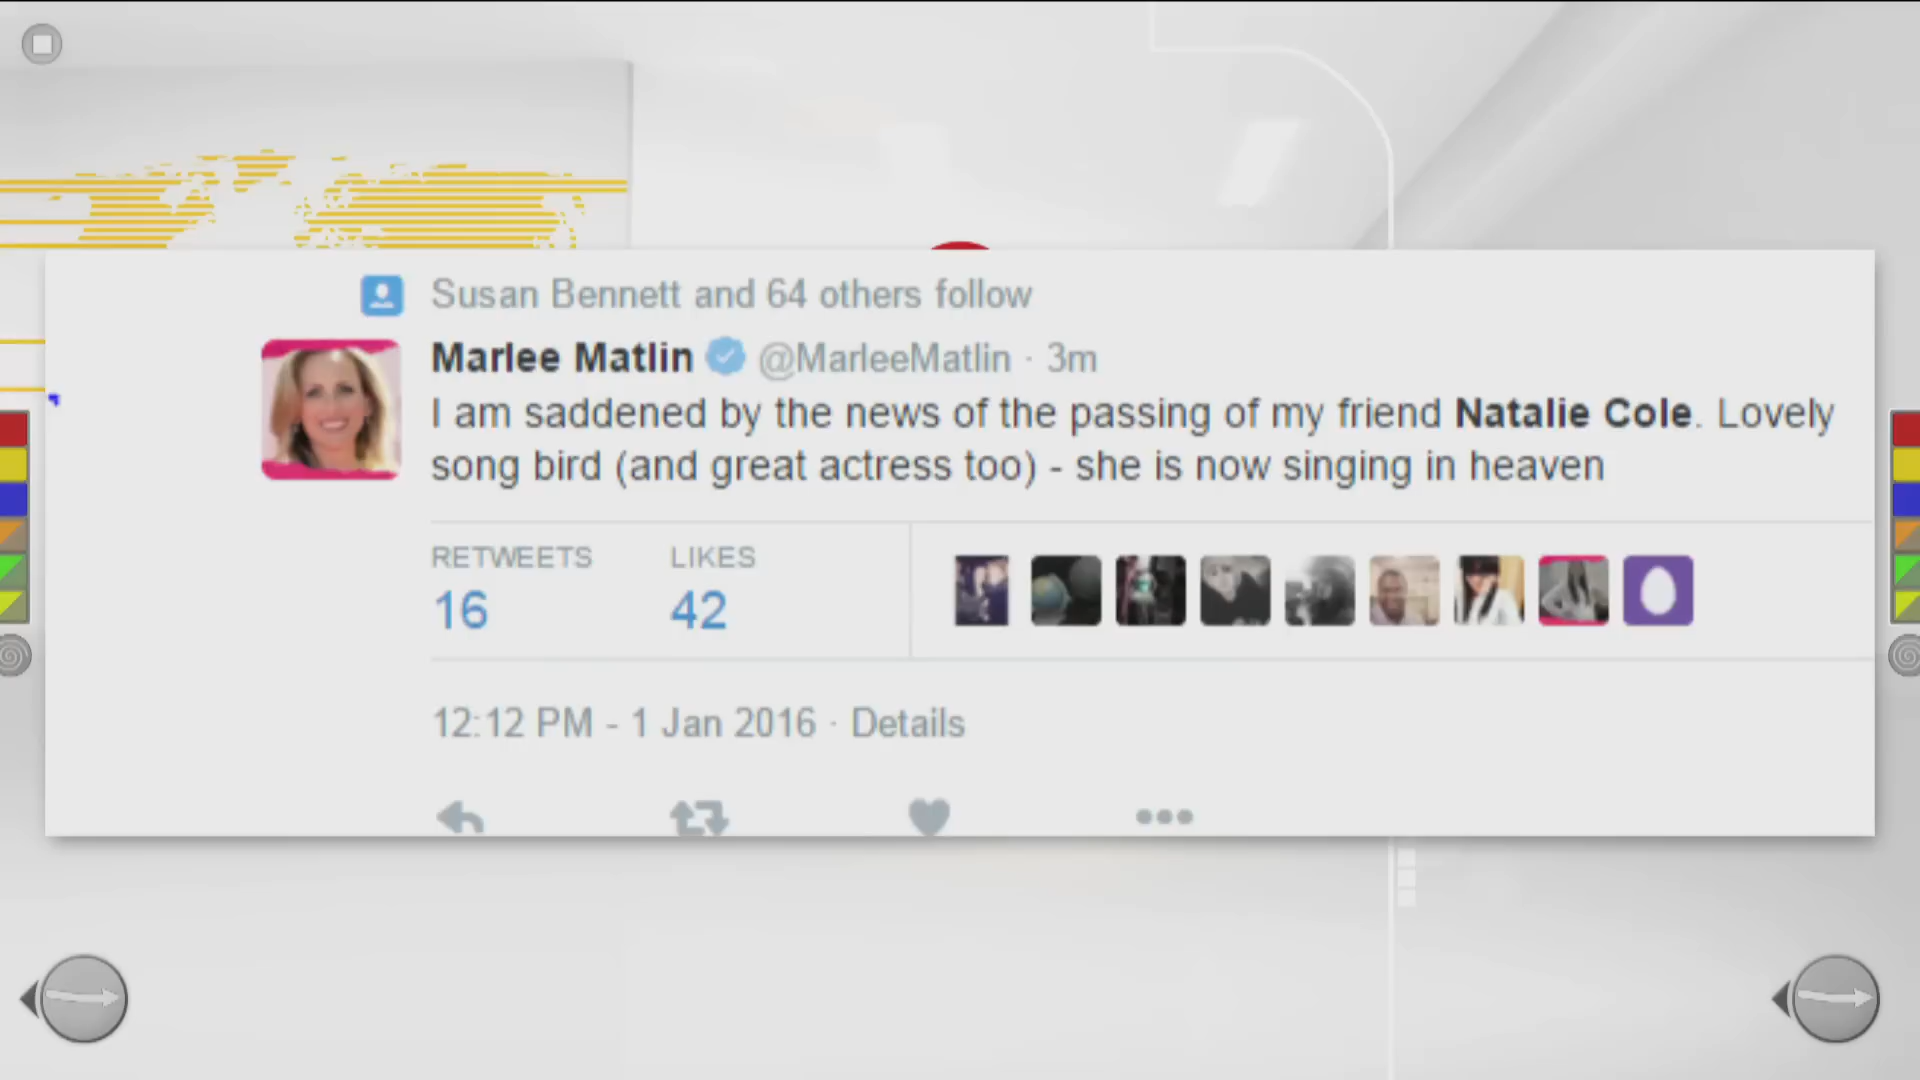 Susan Bennett and 64 others follow
Marlee Matlin @MarleeMatlin · 3m
I am saddened by the news of the passing of my friend Natalie Cole. Lovely
song bird (and great actress too) - she is now singing in heaven
RETWEETS LIKES
16 42
12:12 PM - 1 Jan 2016 · Details